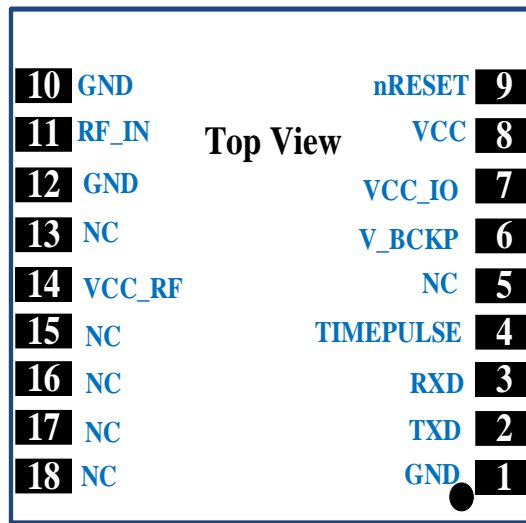 10 GND nRESET 9
11 RF_IN Top View VCC 8
12 GND VCC_IO 7
13 NC V_BCKP 6
14 VCC_RF NC 5
15 NC TIMEPULSE 4
16 NC RXD 3
17 NC TXD 2
18 NC GND 1